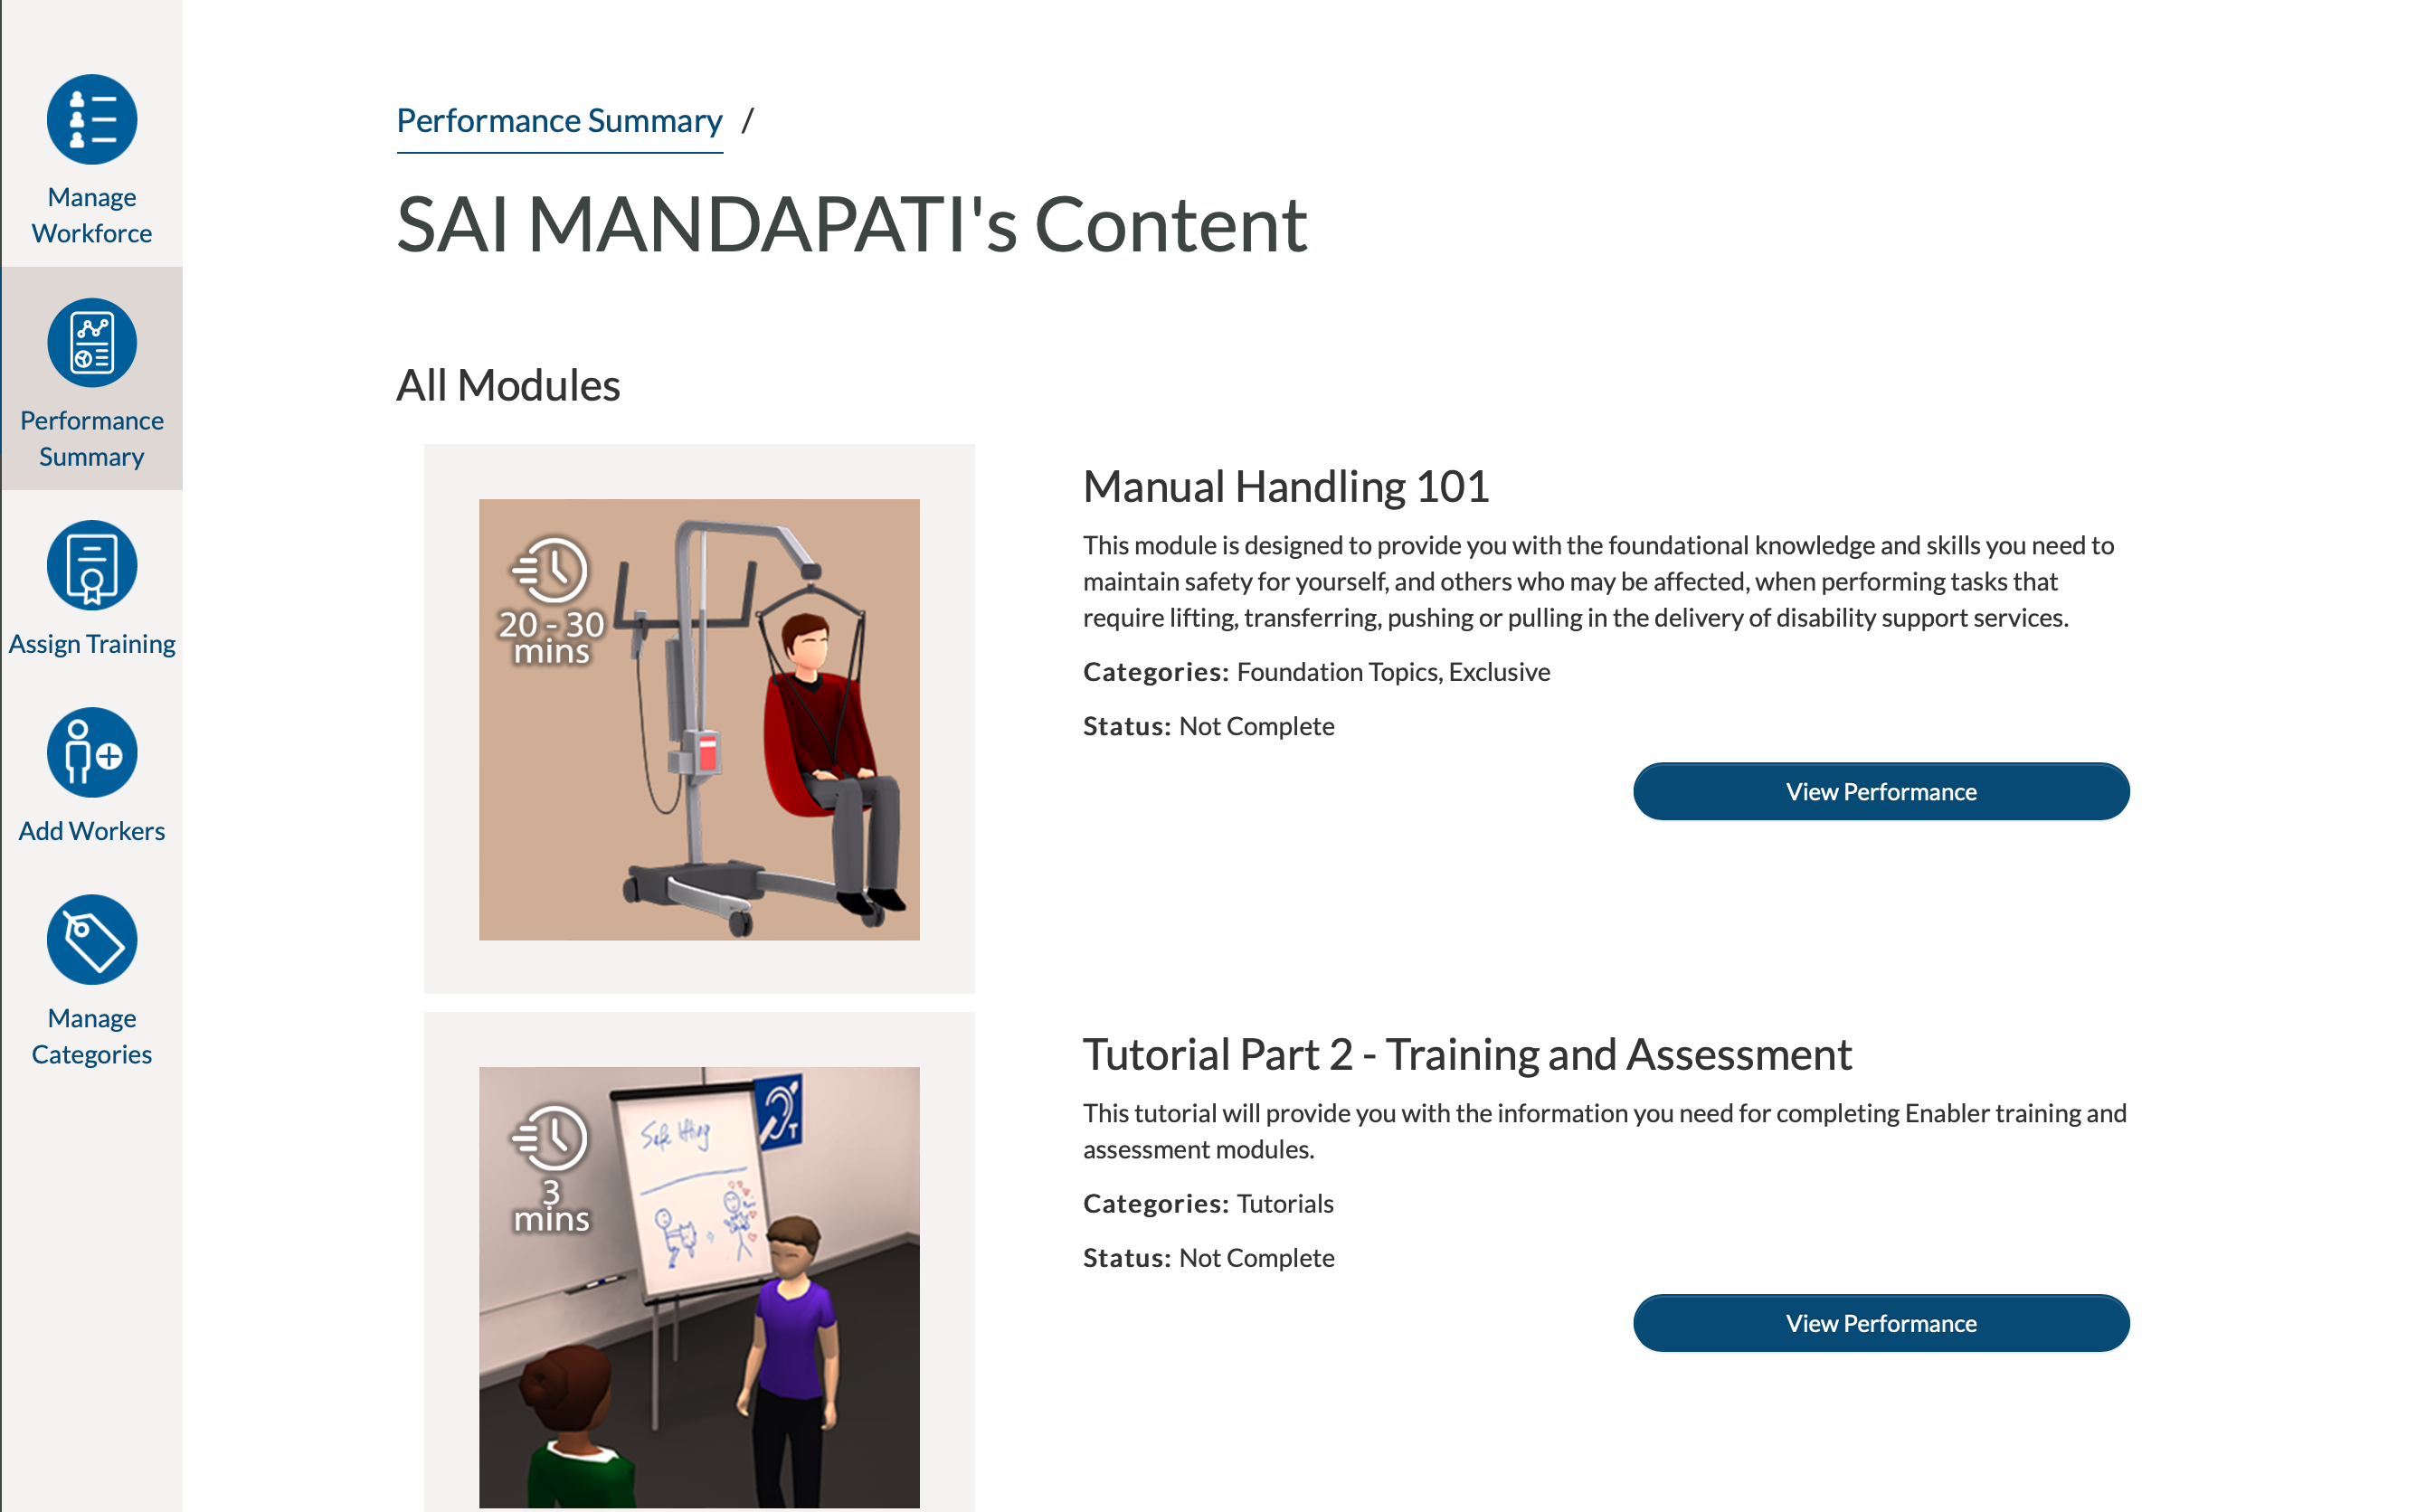 Manage
Workforce
Performance
Summary
Assign Training
Add Workers
Manage
Categories
Performance Summary /
SAI MANDAPATI's Content
All Modules
20 - 30
mins
Manual Handling 101
This module is designed to provide you with the foundational knowledge and skills you need to
maintain safety for yourself, and others who may be affected, when performing tasks that
require lifting, transferring, pushing or pulling in the delivery of disability support services.
Categories: Foundation Topics, Exclusive
Status: Not Complete
View Performance
3
mins
Safe lifting
T
Tutorial Part 2 - Training and Assessment
This tutorial will provide you with the information you need for completing Enabler training and
assessment modules.
Categories: Tutorials
Status: Not Complete
View Performance